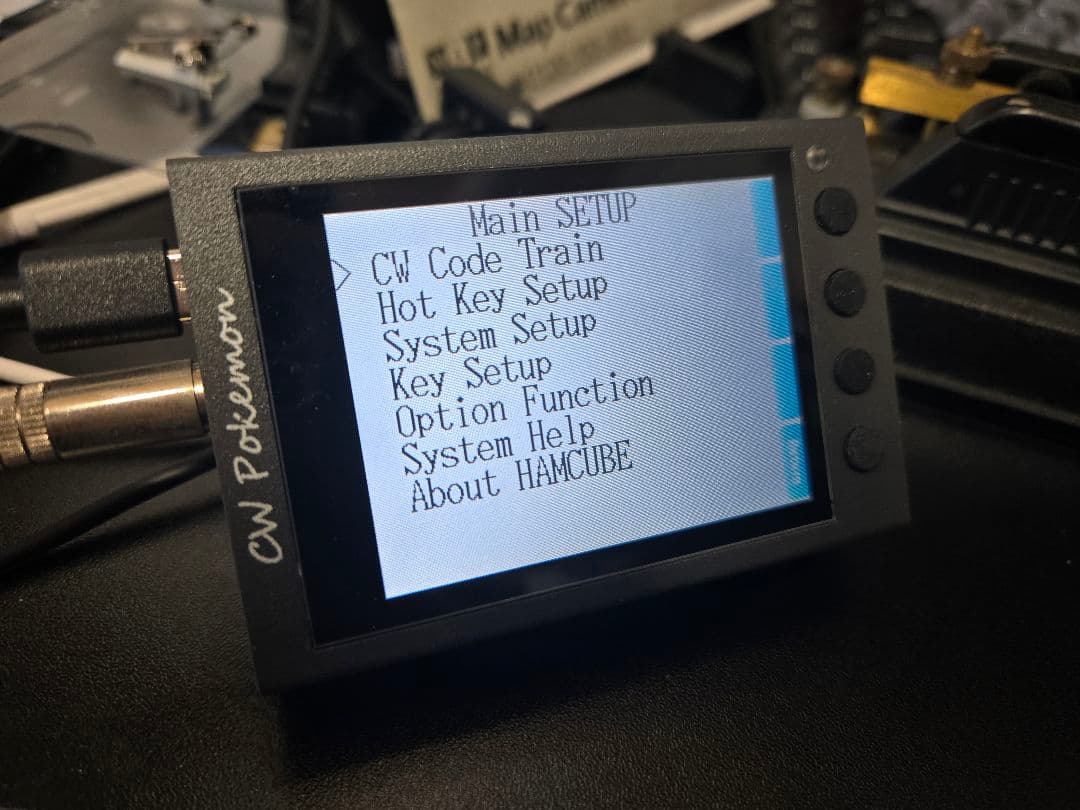 Map Camera
Main SETUP
CW Code Train
Hot Key Setup
System Setup
Key Setup
Option Function
System Help
About HAMCUBE
CW Pokemon